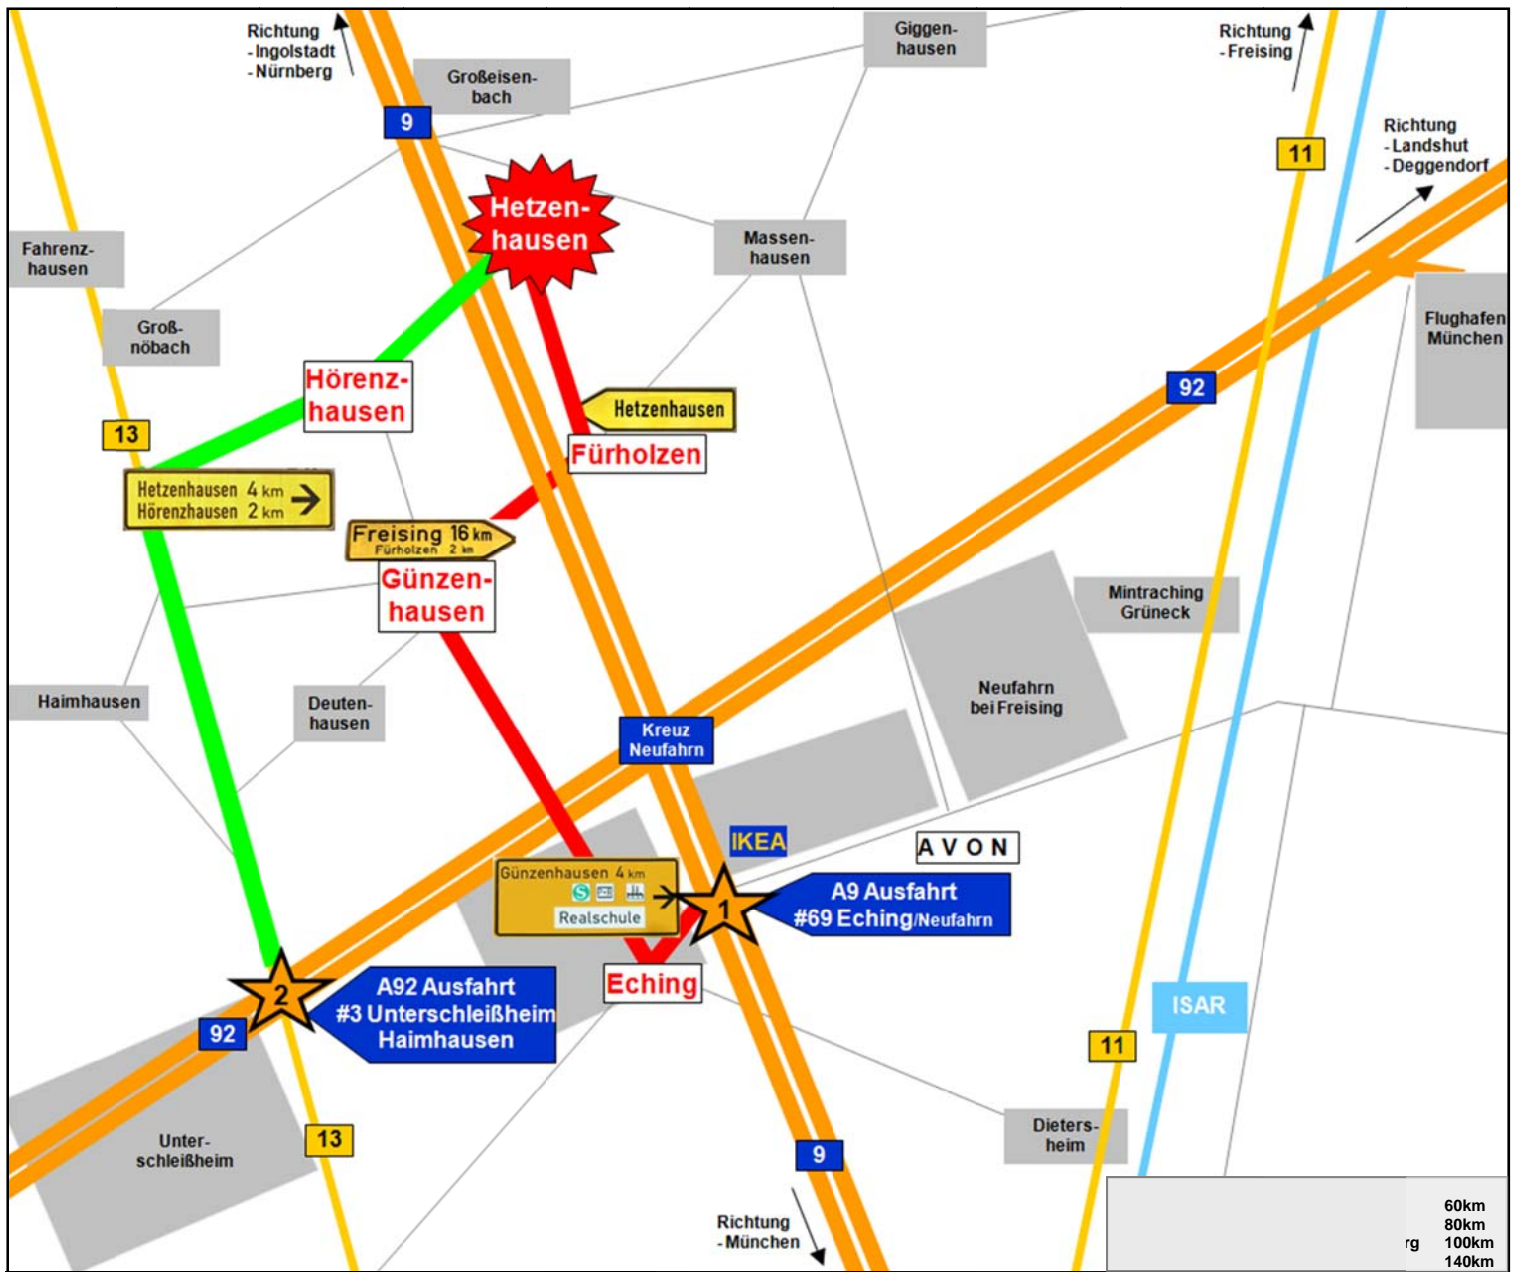 Richtung
- Ingolstadt
- Nürnberg
Giggen-
hausen
Richtung
- Freising
Großeisen-
bach
9
11
Richtung
- Landshut
- Deggendorf
Hetzen-
hausen
Fahrenz-
hausen
Massen-
hausen
Groß-
nöbach
Flughafen
München
Hörenz-
hausen
92
Hetzenhausen
13
Fürholzen
Hetzenhausen 4 km
Hörenzhausen 2 km
Freising 16 km
Fürholzen 2 km
Günzen-
hausen
Mintraching
Grüneck
Haimhausen
Deuten-
hausen
Neufahrn
bei Freising
Kreuz
Neufahrn
IKEA
AVON
Günzenhausen 4 km
S
Realschule
1
A9 Ausfahrt
#69 Eching/Neufahrn
Eching
2
A92 Ausfahrt
#3 Unterschleißheim
Haimhausen
92
ISAR
11
13
Unter-
schleißheim
Dieters-
heim
9
Richtung
- München
60km
80km
rg 100km
140km